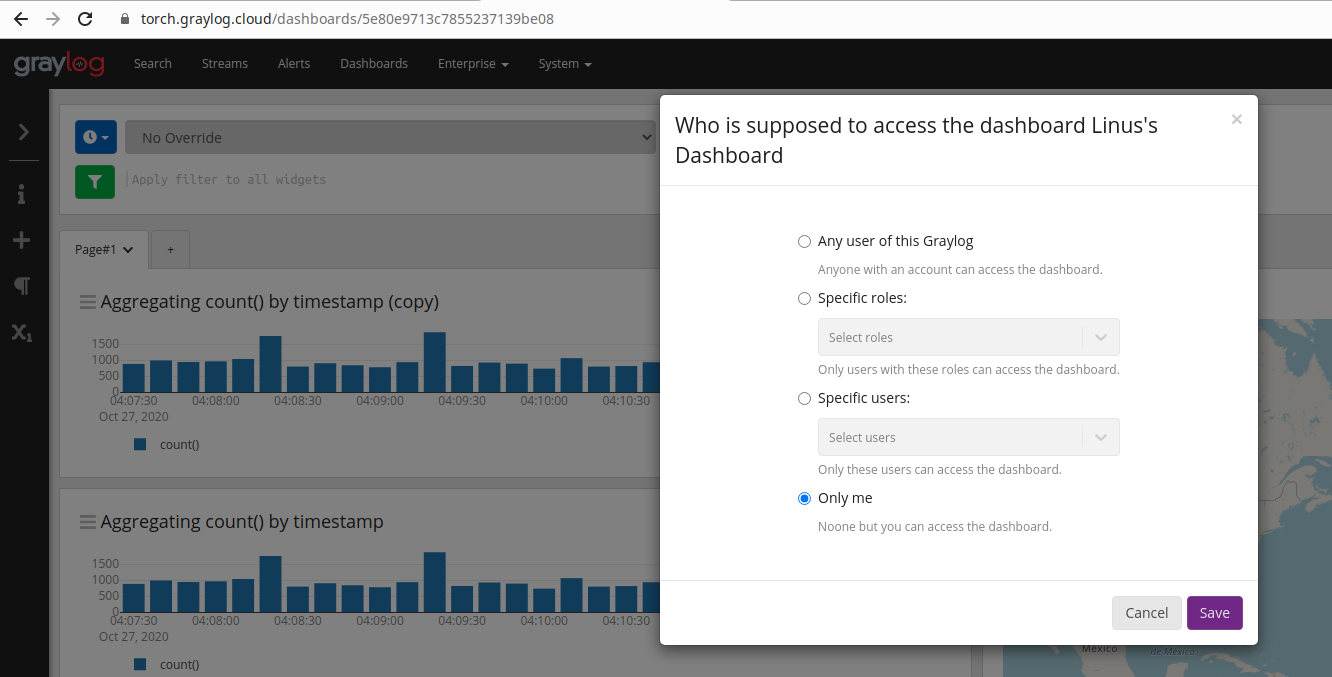 torch.graylog.cloud/dashboards/5e80e9713c7855237139be08
graylog Search Streams Alerts Dashboards Enterprise System
No Override
Apply filter to all widgets
Page#1 +
Aggregating count() by timestamp (copy)
1500
1000
500
0
04:07:30 04:08:00 04:08:30 04:09:00 04:09:30 04:10:00 04:10:30
Oct 27, 2020
count()
Aggregating count() by timestamp
1500
1000
500
0
04:07:30 04:08:00 04:08:30 04:09:00 04:09:30 04:10:00 04:10:30
Oct 27, 2020
count()
Who is supposed to access the dashboard Linus's
Dashboard
×
Any user of this Graylog
Anyone with an account can access the dashboard.
Specific roles:
Select roles
Only users with these roles can access the dashboard.
Specific users:
Select users
Only these users can access the dashboard.
Only me
Noone but you can access the dashboard.
Cancel Save
México
de México